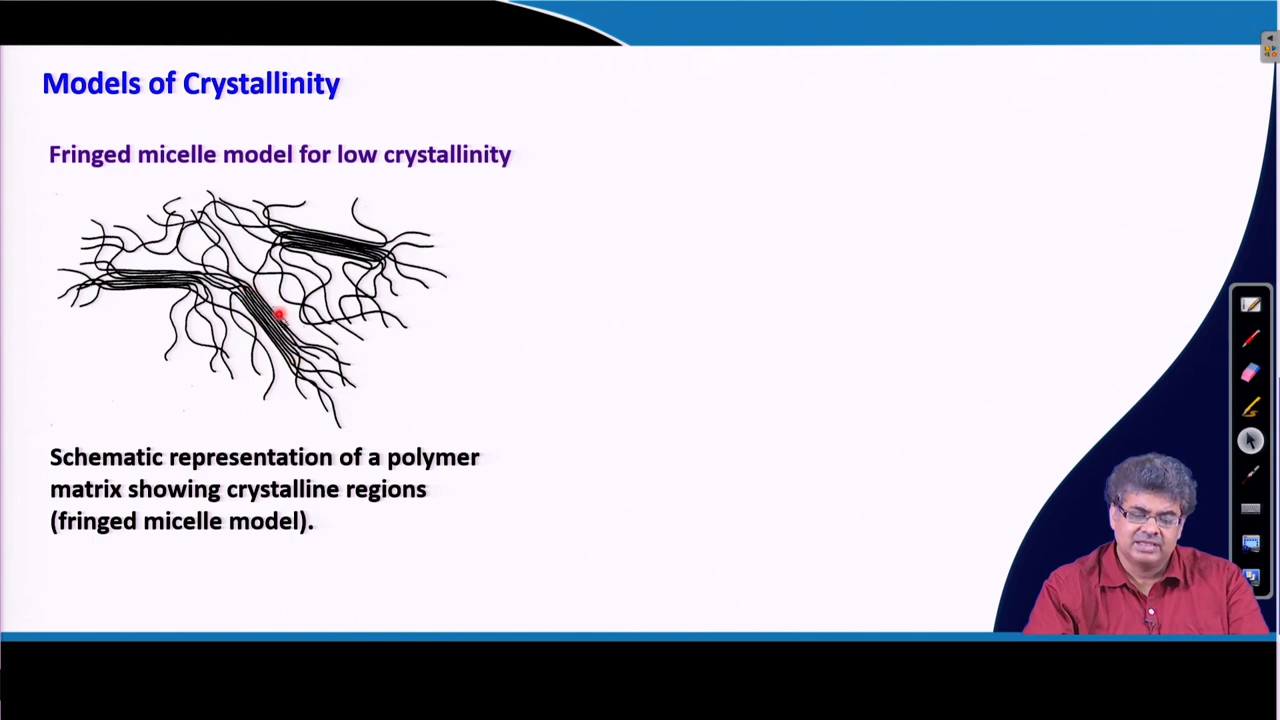 Models of Crystallinity
Fringed micelle model for low crystallinity
Schematic representation of a polymer
matrix showing crystalline regions
(fringed micelle model).